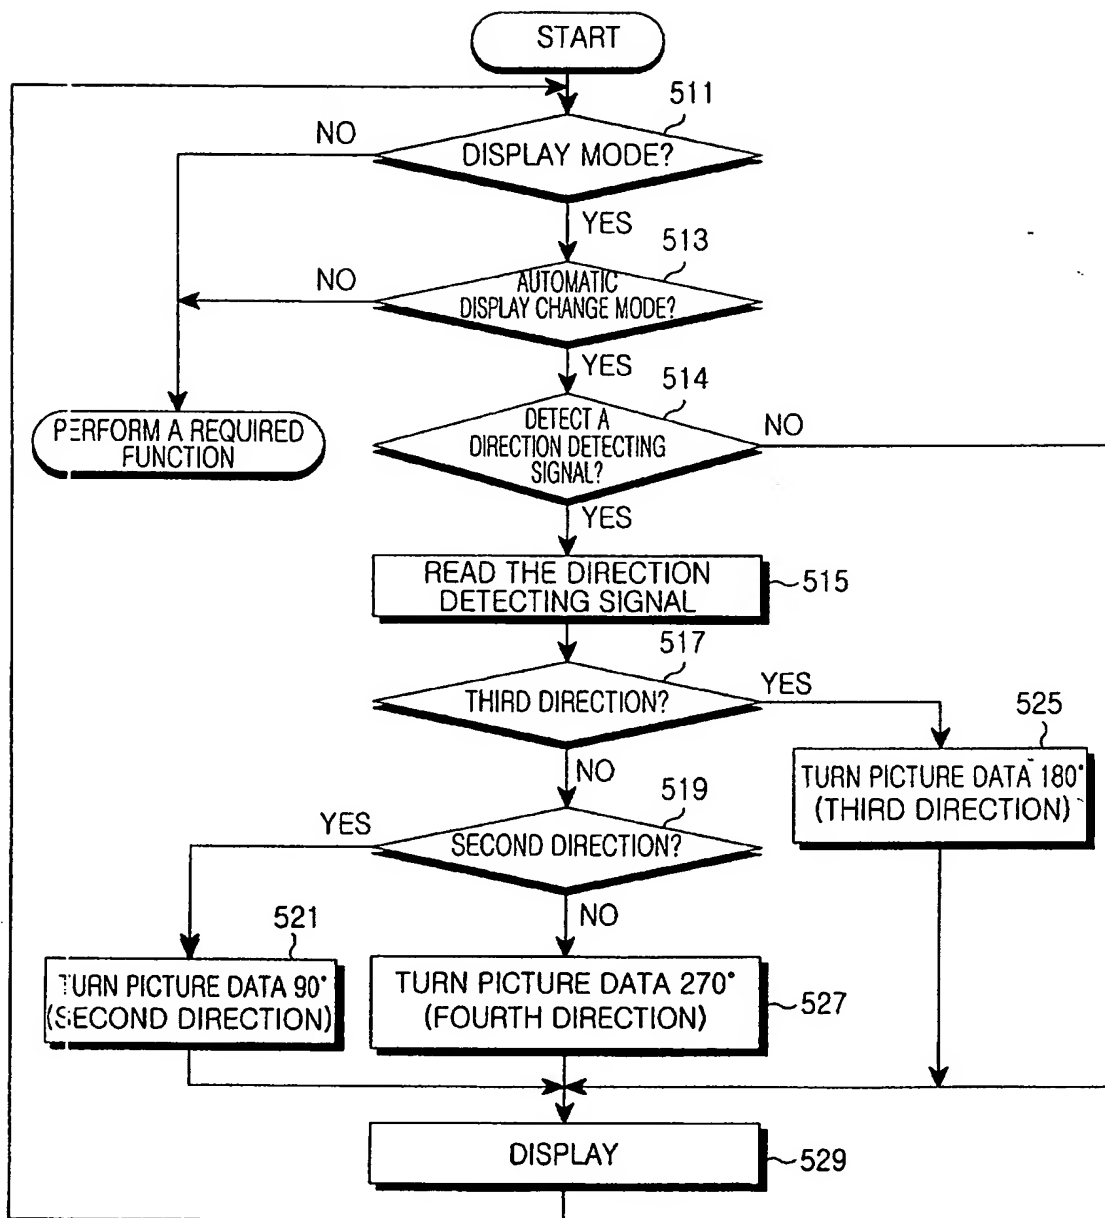 START
511
NO
DISPLAY MODE?
YES
513
NO
AUTOMATIC
DISPLAY CHANGE MODE?
YES
514
PERFORM A REQUIRED
FUNCTION
DETECT A
DIRECTION DETECTING
SIGNAL?
NO
YES
READ THE DIRECTION
DETECTING SIGNAL
515
517
THIRD DIRECTION?
YES
525
NO
TURN PICTURE DATA 180°
(THIRD DIRECTION)
519
YES
SECOND DIRECTION?
NO
521
TURN PICTURE DATA 90°
(SECOND DIRECTION)
TURN PICTURE DATA 270°
(FOURTH DIRECTION)
527
DISPLAY
529